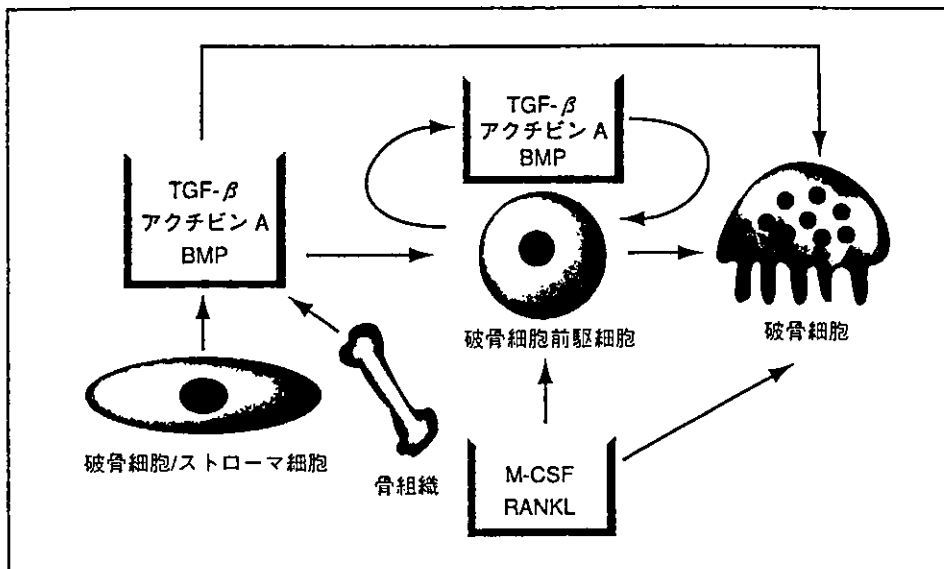 TGF-β
アクチビン A
BMP
TGF-β
アクチビン A
BMP
破骨細胞前駆細胞
破骨細胞
破骨細胞/ストローマ細胞
骨組織
M-CSF
RANKL